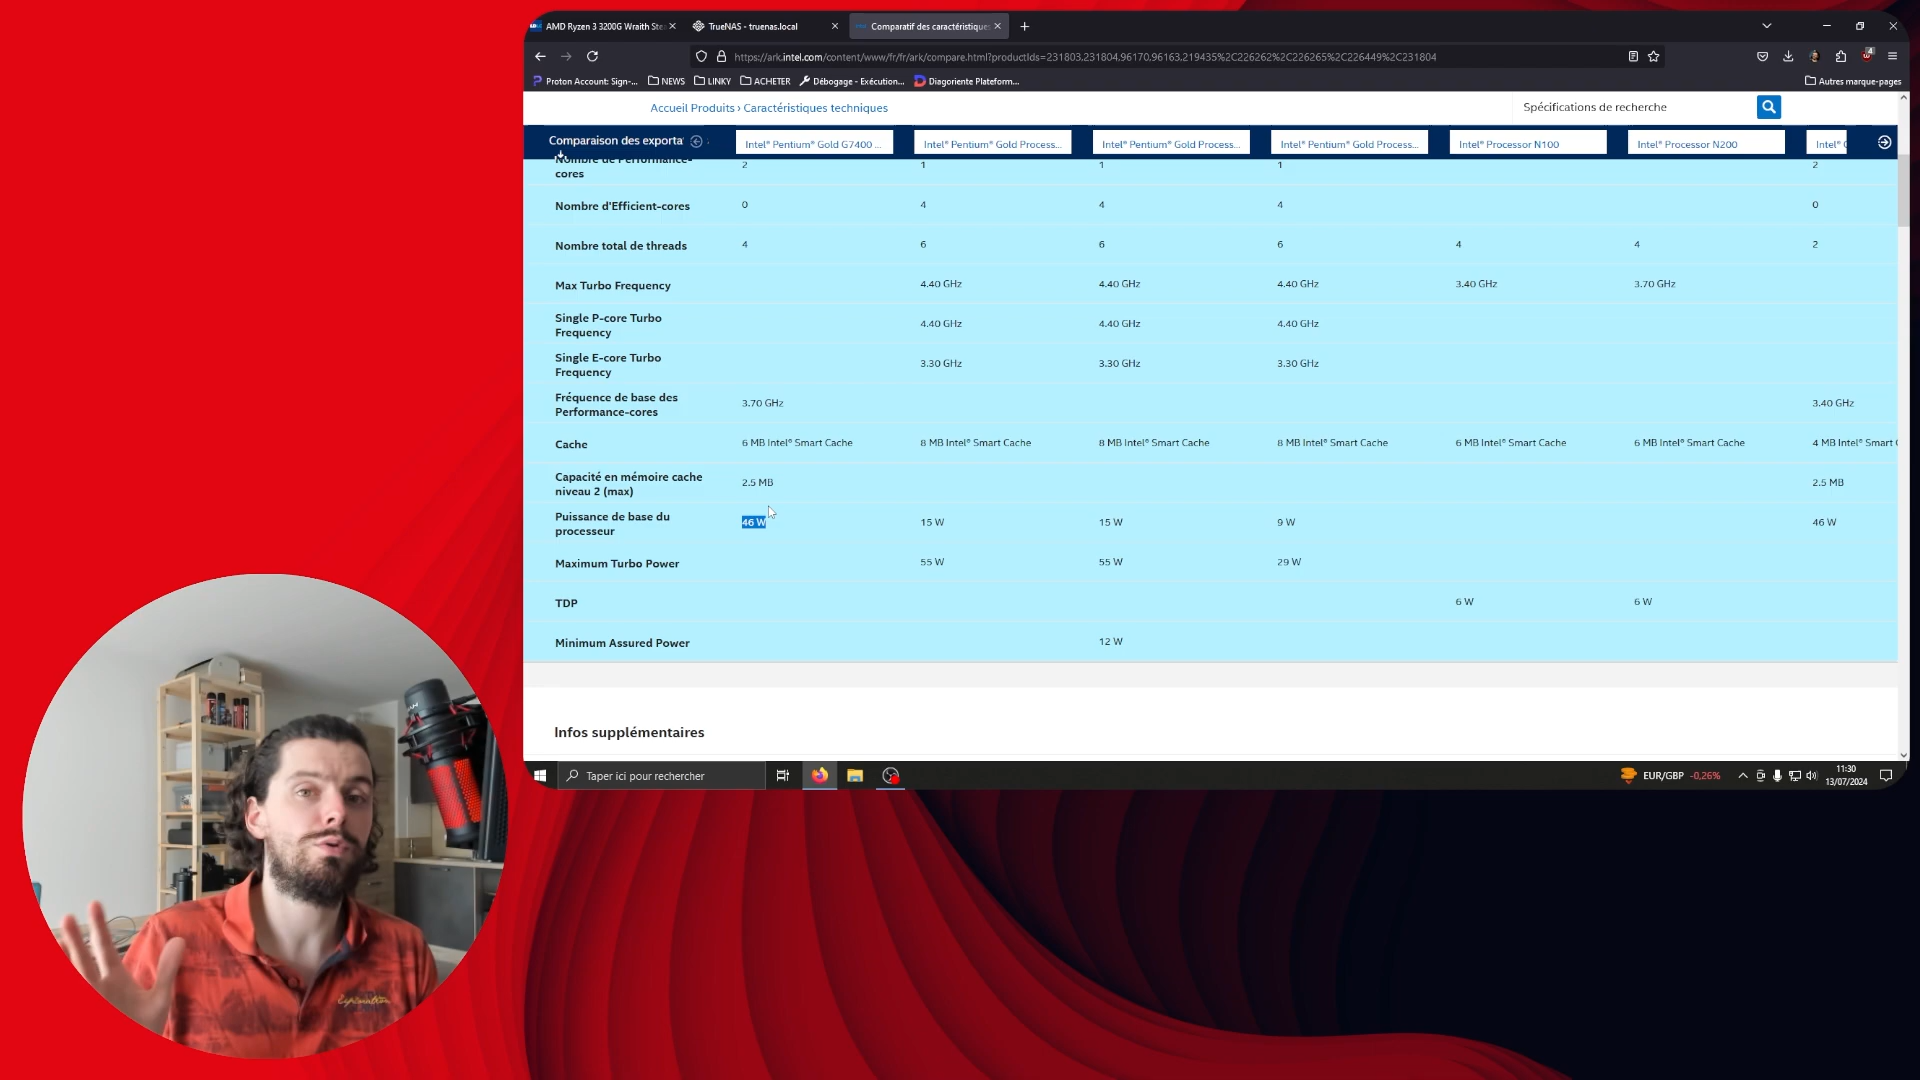 AMD Ryzen 3 3200G Wraith Ste
TrueNAS - truenas.local
Comparatif des caractéristiques
https://ark.intel.com/content/www/fr/fr/ark/compare.html?productIds=231803,231804,96170,96163,219435%2C226262%2C226265%2C226449%2C231804
4
Proton Account: Sign-...
NEWS
LINKY
ACHETER
Débogage - Exécution...
Diagoriente Plateform...
Autres marque-pages
Accueil Produits › Caractéristiques techniques
Spécifications de recherche
Comparaison des exporta
Intel® Pentium® Gold G7400 ...
Intel® Pentium® Gold Process...
Intel® Pentium® Gold Process...
Intel® Pentium® Gold Process...
Intel® Processor N100
Intel® Processor N200
Intel® C
Nombre de Performance-
cores
2
1
1
1
2
Nombre d'Efficient-cores
0
4
4
4
0
Nombre total de threads
4
6
6
6
4
4
2
Max Turbo Frequency
4.40 GHz
4.40 GHz
4.40 GHz
3.40 GHz
3.70 GHz
Single P-core Turbo
Frequency
4.40 GHz
4.40 GHz
4.40 GHz
Single E-core Turbo
Frequency
3.30 GHz
3.30 GHz
3.30 GHz
Fréquence de base des
Performance-cores
3.70 GHz
3.40 GHz
Cache
6 MB Intel® Smart Cache
8 MB Intel® Smart Cache
8 MB Intel® Smart Cache
8 MB Intel® Smart Cache
6 MB Intel® Smart Cache
6 MB Intel® Smart Cache
4 MB Intel® Smart
Capacité en mémoire cache
niveau 2 (max)
2.5 MB
2.5 MB
Puissance de base du
processeur
46 W
15 W
15 W
9 W
46 W
Maximum Turbo Power
55 W
55 W
29 W
TDP
6 W
6 W
Minimum Assured Power
12 W
Infos supplémentaires
Taper ici pour rechercher
EUR/GBP -0,26%
11:30
13/07/2024